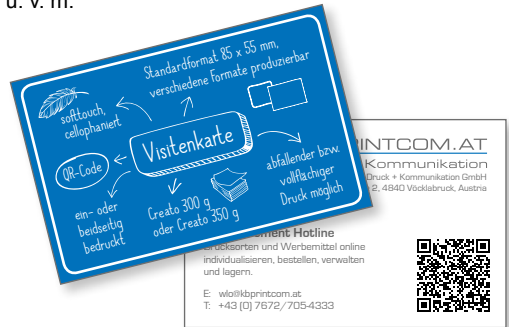 u. v. m.
Standardformat 85 x 55 mm,
verschiedene Formate produzierbar
softtouch,
cellophaniert
Visitenkarte
QR-Code
ein- oder
beidseitig
bedruckt
Creato 300 g
oder Creato 350 g
abfallender bzw.
vollflächiger
Druck möglich
PRINTCOM.AT
Kommunikation
Druck + Kommunikation GmbH
2, 4840 Vöcklabruck, Austria
Hotline
Drucksorten und Werbemittel online
individualisieren, bestellen, verwalten
und lagern.
E: wlo@kbprintcom.at
T: +43 (0) 7672/705-4333